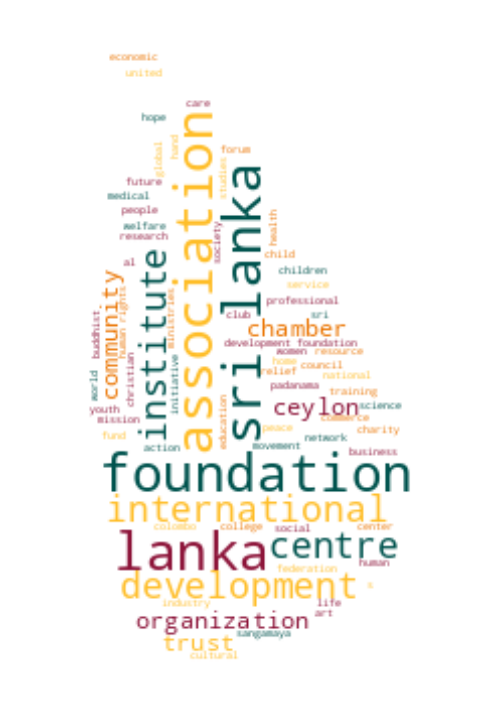 economic
united
care
hope
association
hand
global
forum
studies
sri lanka
future
medical
people
welfare
research
society
health
child
al
institute
children
community
service
human rights
ministries
professional
buddhist
club
sri
chamber
development foundation
christian
women
resource
initiative
home
council
world
relief
national
padanama
training
education
youth
ceylon
science
mission
commerce
peace
charity
fund
network
action
movement
business
foundation
international
colombo
college
social
center
lanka
centre
human
federation
development
s
industry
life
art
organization
sangamaya
trust
cultural